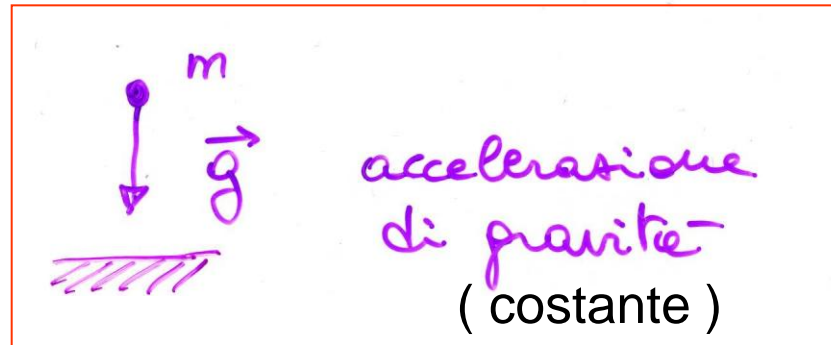 m
g
accelerazione
di gravità
( costante )